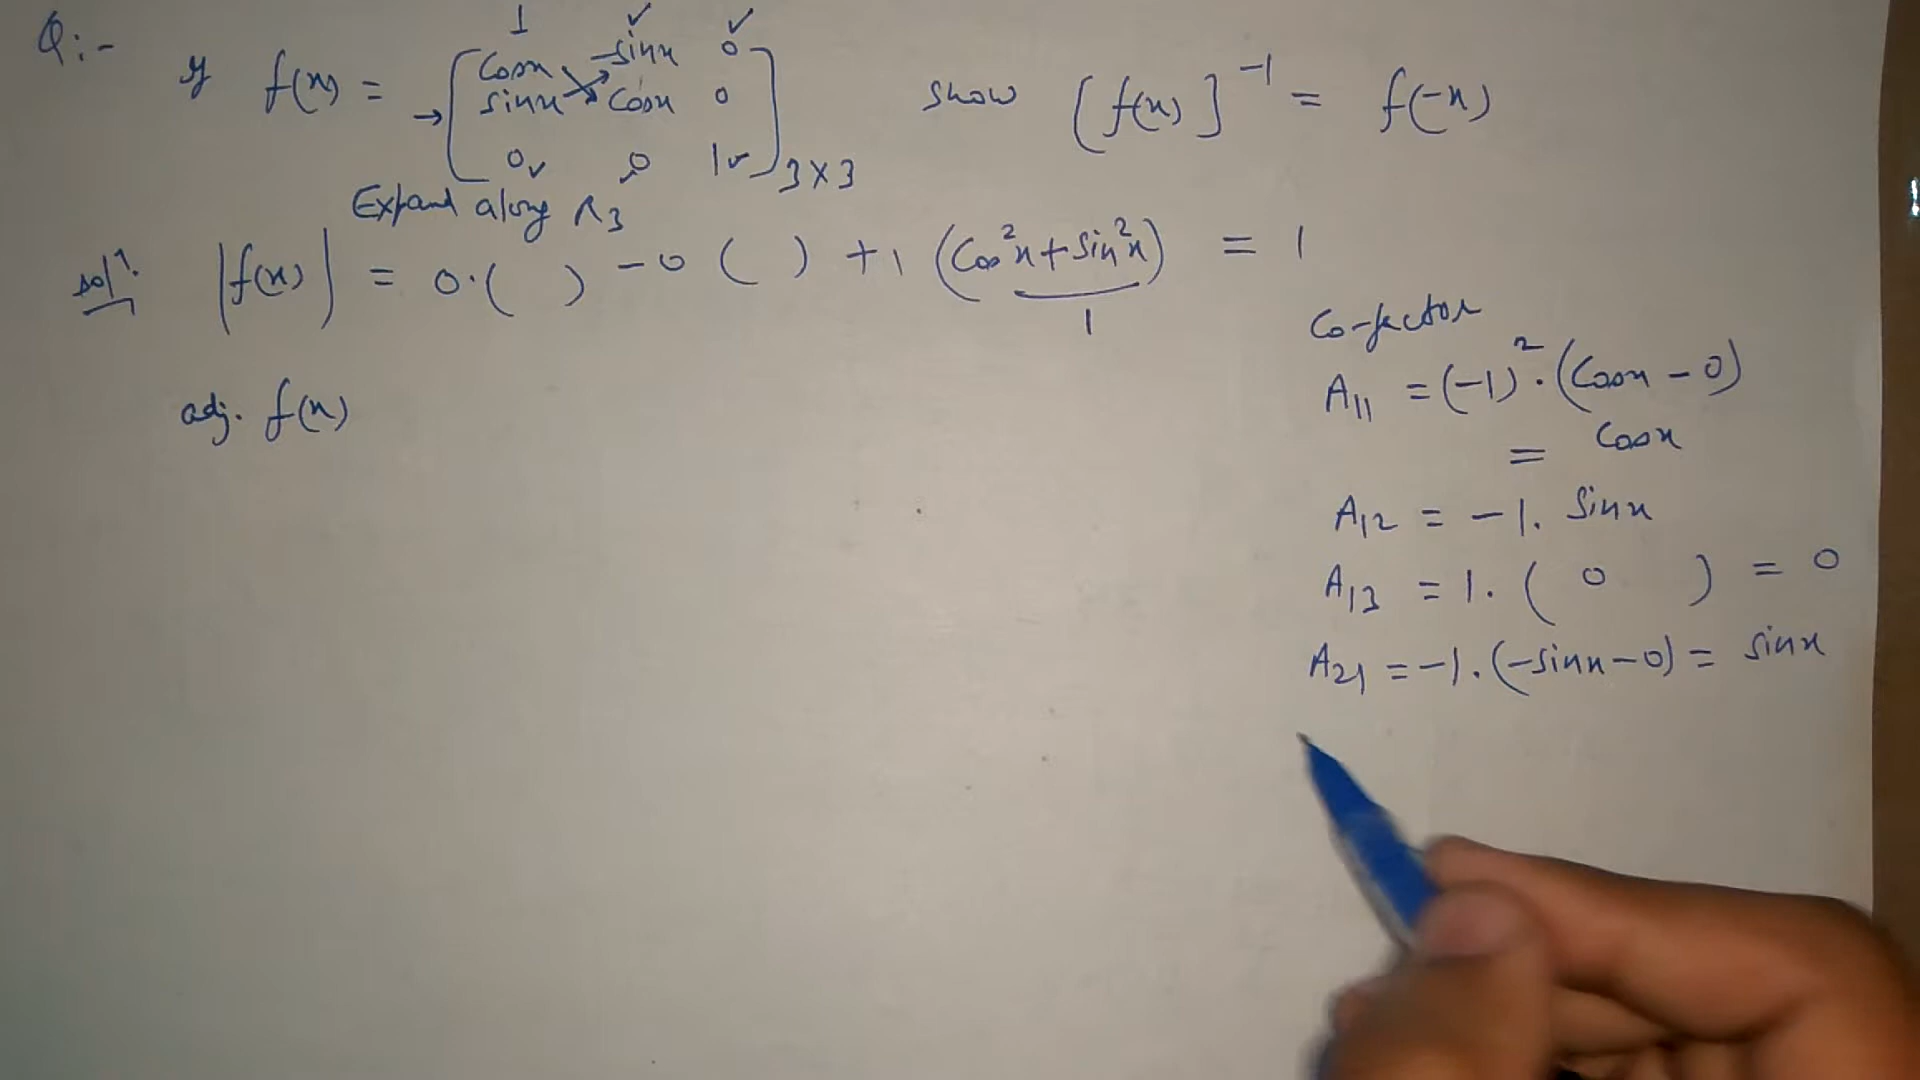 Q:- If f(x) = [ cosx -sinx 0
sinx cosx 0
0 0 1 ] 3×3 show [f(x)]⁻¹ = f(-x)
Expand along R3
solⁿ. |f(x)| = 0·( ) - 0 ( ) + 1 (cos²x + sin²x) = 1
1
Co-factor
A11 = (-1)²·(cosx - 0)
= cosx
adj. f(x)
A12 = -1. sinx
A13 = 1. ( 0 ) = 0
A21 = -1. (-sinx - 0) = sinx